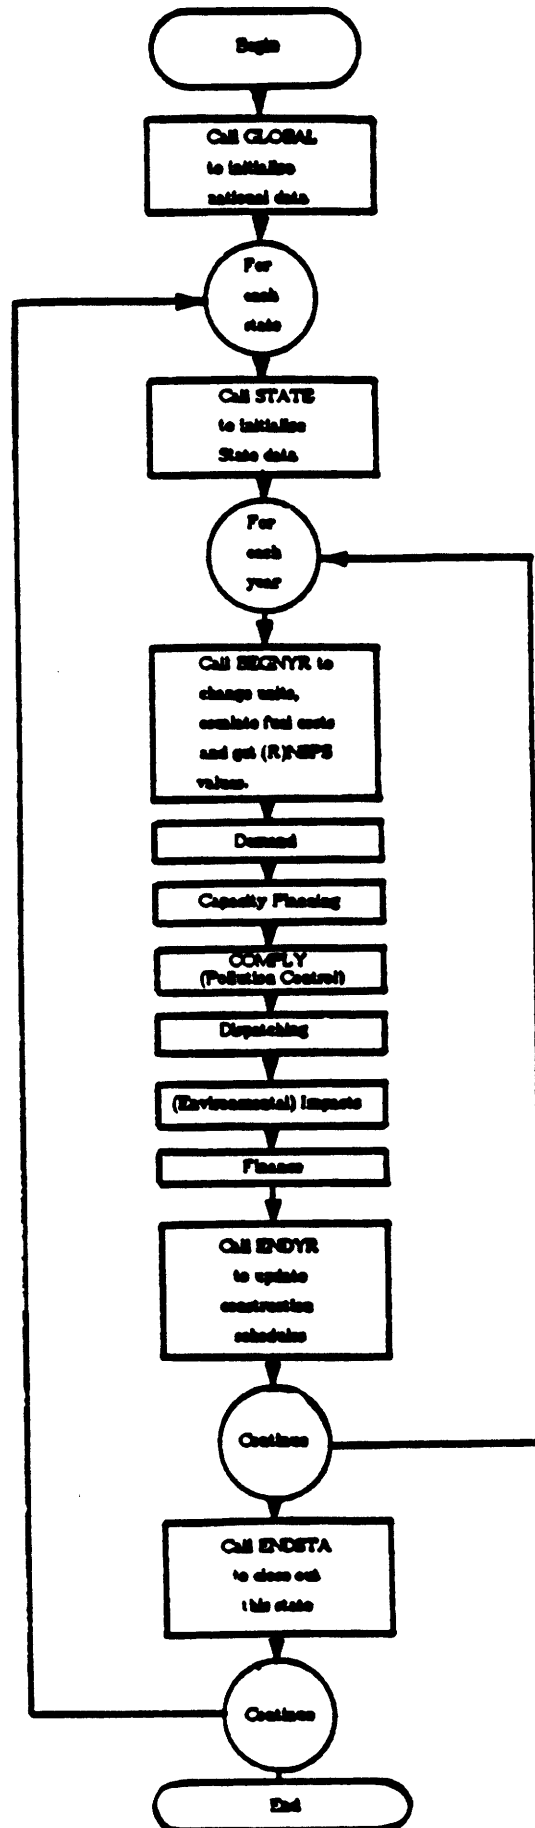 Begin
Call GLOBAL
to initialize
national data
For
each
state
Call STATE
to initialize
State data
For
each
year
Call BEGNYR to
change units,
escalate fuel costs
and get (R)NSPS
values.
Demand
Capacity Planning
COMPLY
(Pollution Control)
Dispatching
(Environmental) Impacts
Finance
Call ENDYR
to update
construction
schedules
Continue
Call ENDSTA
to close out
this state
Continue
End